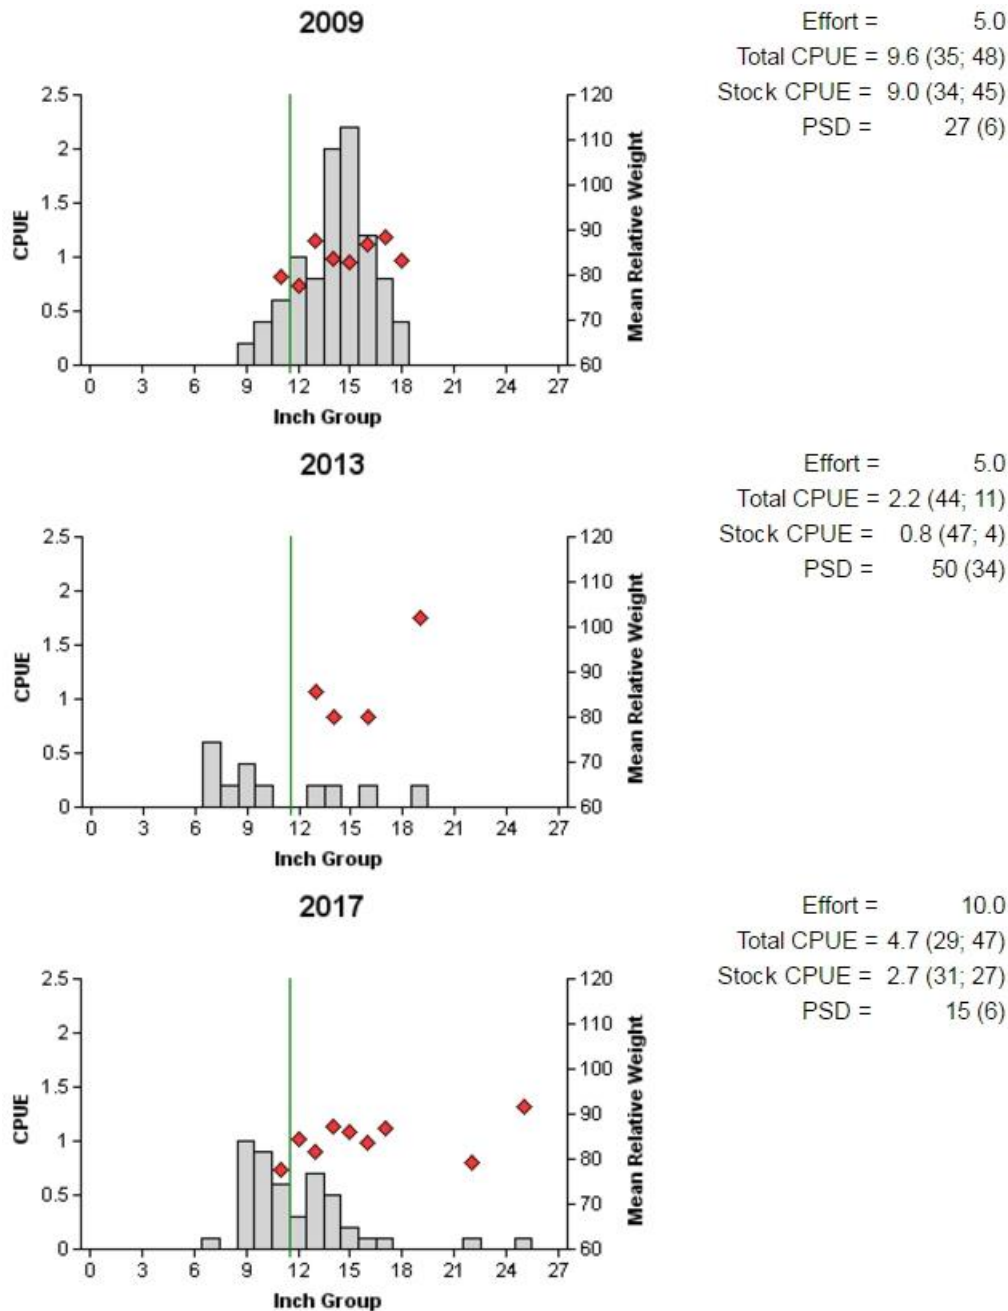 2009
Effort = 5.0
Total CPUE = 9.6 (35; 48)
Stock CPUE = 9.0 (34; 45)
PSD = 27 (6)
2.5
2
1.5
1
0.5
0
CPUE
120
110
100
90
80
70
60
Mean Relative Weight
0 3 6 9 12 15 18 21 24 27
Inch Group
2013
Effort = 5.0
Total CPUE = 2.2 (44; 11)
Stock CPUE = 0.8 (47; 4)
PSD = 50 (34)
2.5
2
1.5
1
0.5
0
CPUE
120
110
100
90
80
70
60
Mean Relative Weight
0 3 6 9 12 15 18 21 24 27
Inch Group
2017
Effort = 10.0
Total CPUE = 4.7 (29; 47)
Stock CPUE = 2.7 (31; 27)
PSD = 15 (6)
2.5
2
1.5
1
0.5
0
CPUE
120
110
100
90
80
70
60
Mean Relative Weight
0 3 6 9 12 15 18 21 24 27
Inch Group